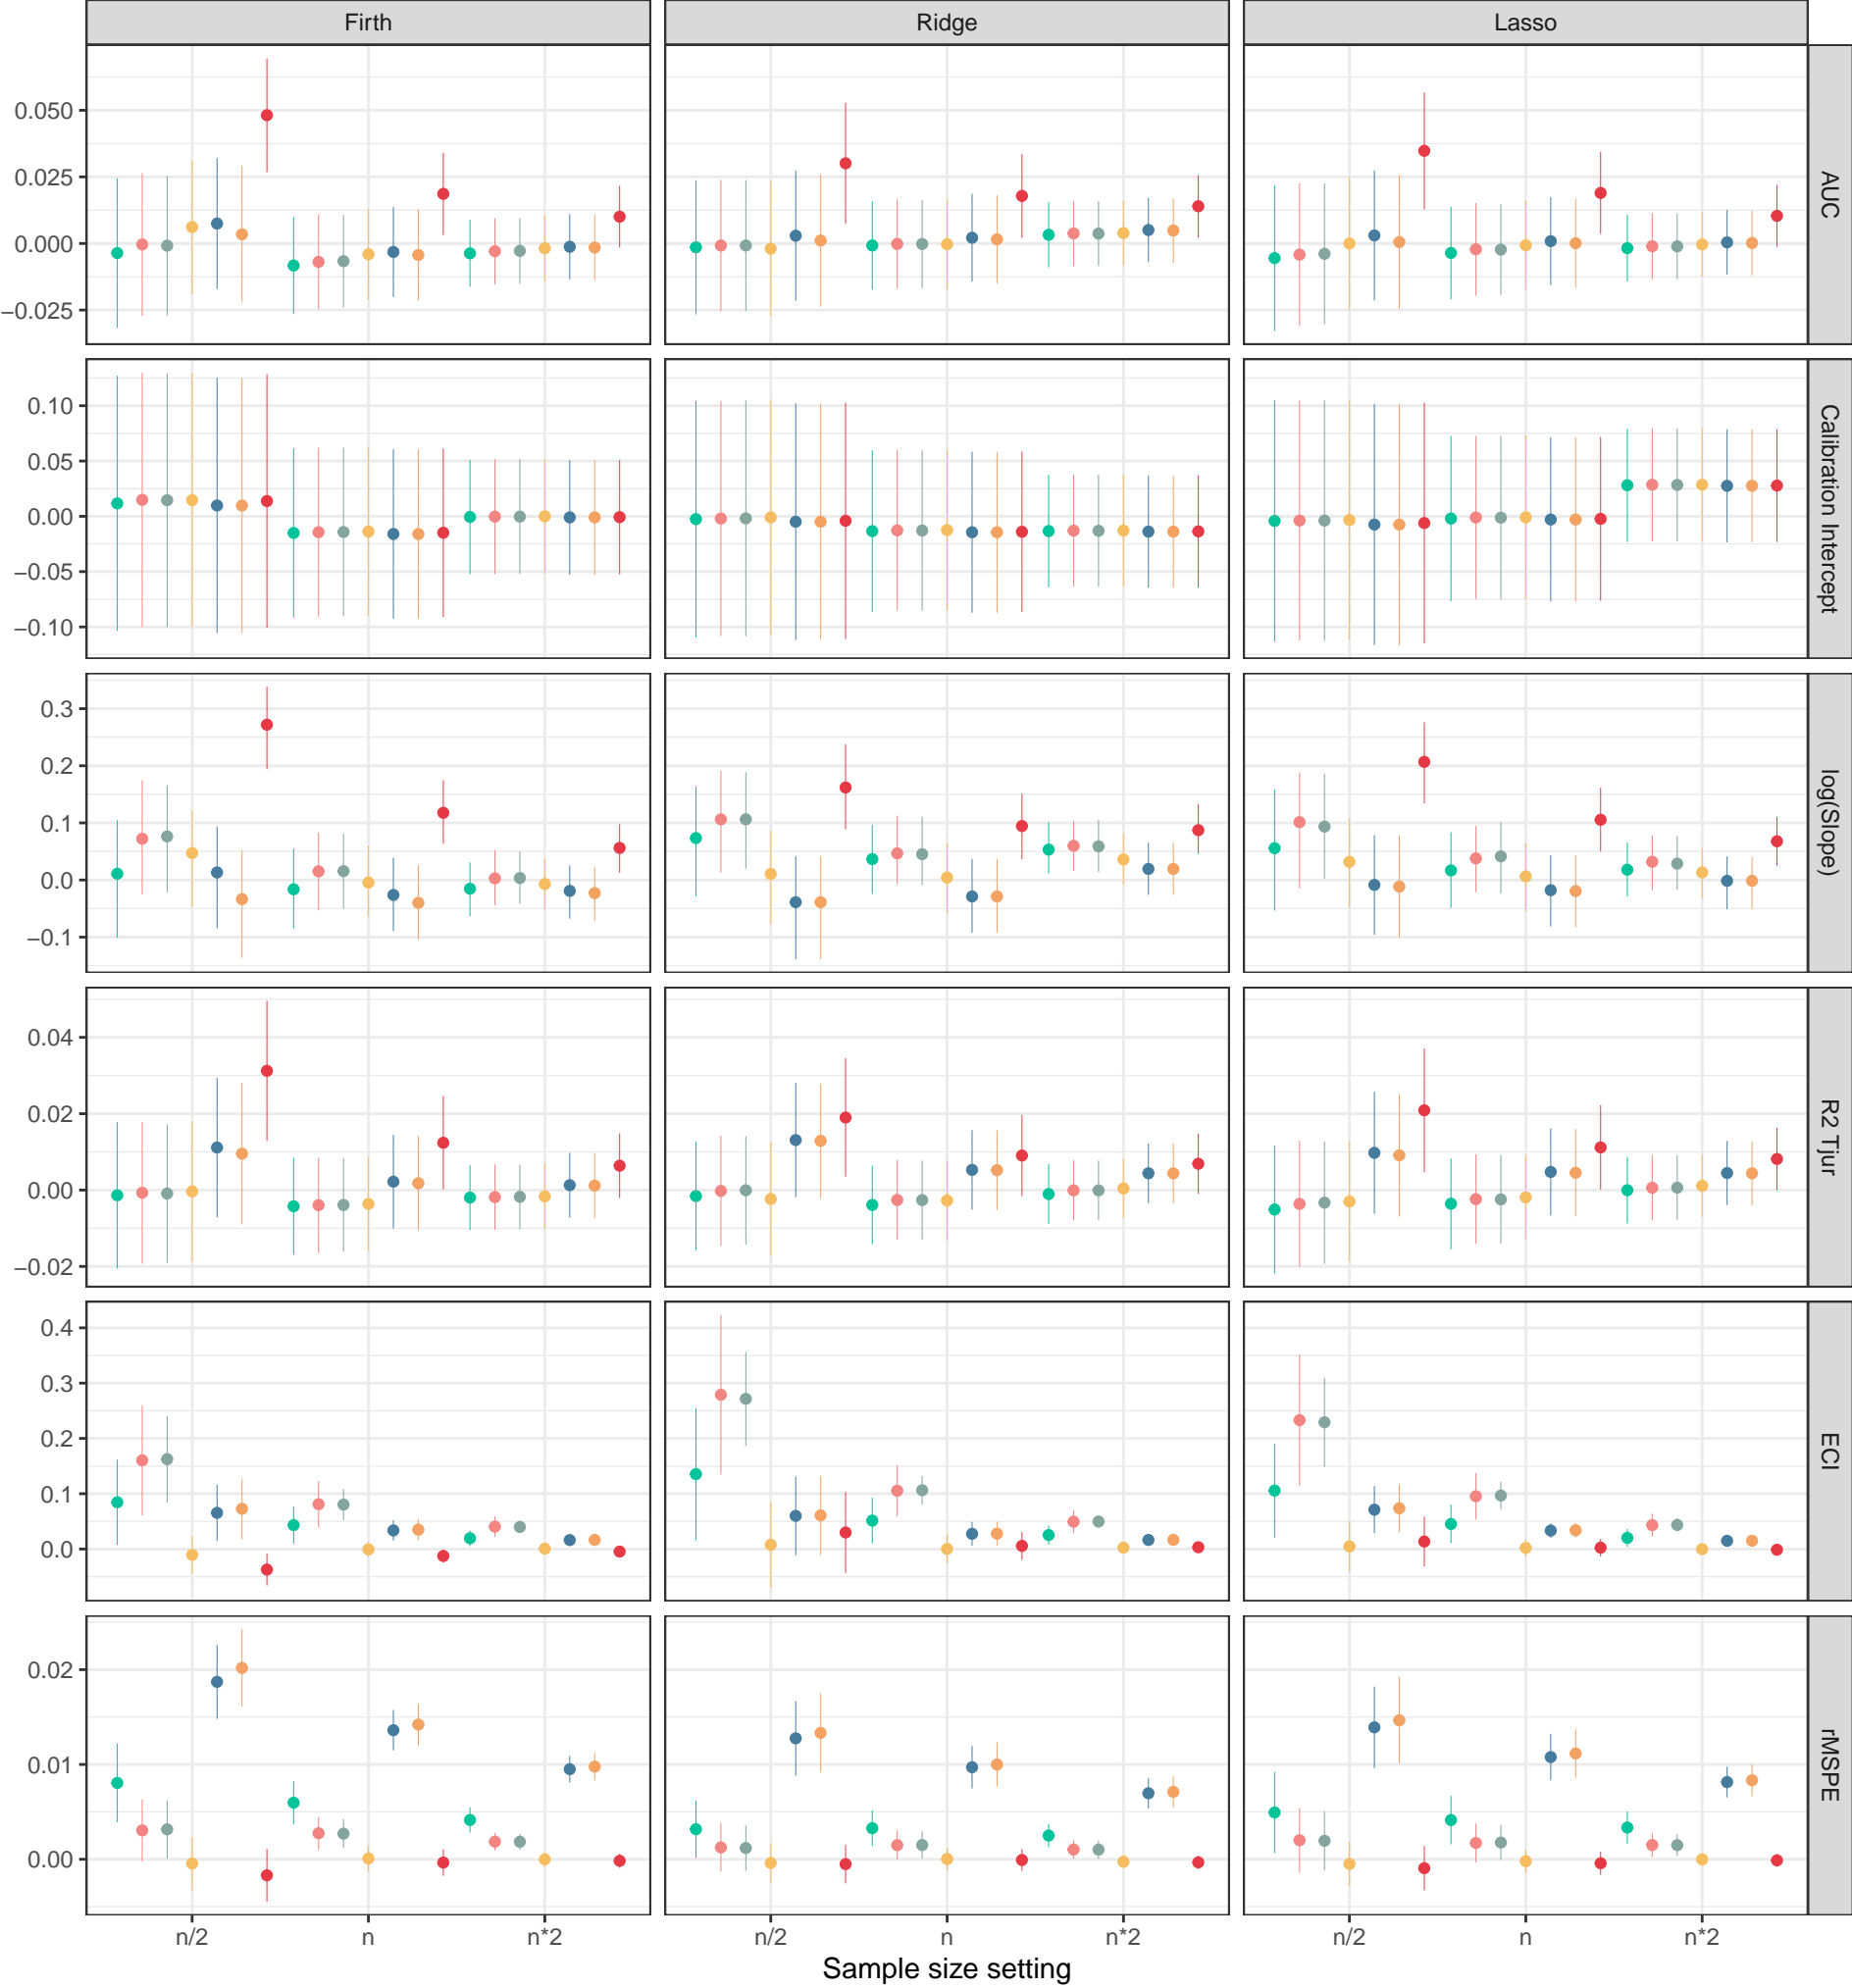 Firth Ridge Lasso
0.050
0.025
0.000
−0.025
AUC
0.10
0.05
0.00
−0.05
−0.10
Calibration Intercept
0.3
0.2
0.1
0.0
−0.1
log(Slope)
0.04
0.02
0.00
−0.02
R2 Tjur
0.4
0.3
0.2
0.1
0.0
ECI
0.02
0.01
0.00
rMSPE
n/2 n n*2 n/2 n n*2 n/2 n n*2
Sample size setting